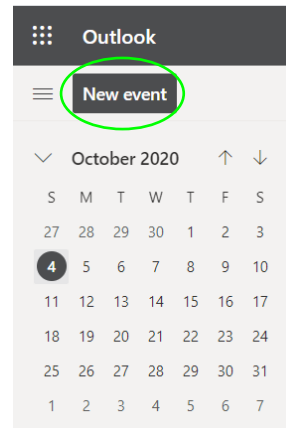 Outlook
New event
October 2020
S M T W T F S
27 28 29 30 1 2 3
4 5 6 7 8 9 10
11 12 13 14 15 16 17
18 19 20 21 22 23 24
25 26 27 28 29 30 31
1 2 3 4 5 6 7